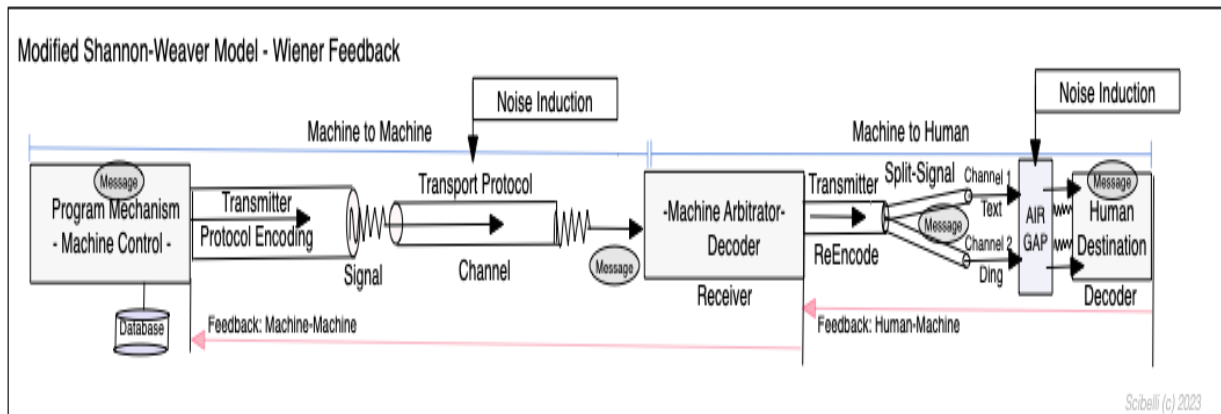 Modified Shannon-Weaver Model - Wiener Feedback
Noise Induction
Noise Induction
Machine to Machine
Machine to Human
Message
Program Mechanism
- Machine Control -
Transmitter
Protocol Encoding
Signal
Transport Protocol
Channel
Message
-Machine Arbitrator-
Decoder
Receiver
Transmitter
ReEncode
Split-Signal
Message
Channel 1
Text
Channel 2
Ding
AIR
GAP
Message
Human
Destination
Decoder
Database
Feedback: Machine-Machine
Feedback: Human-Machine
Scibelli (c) 2023